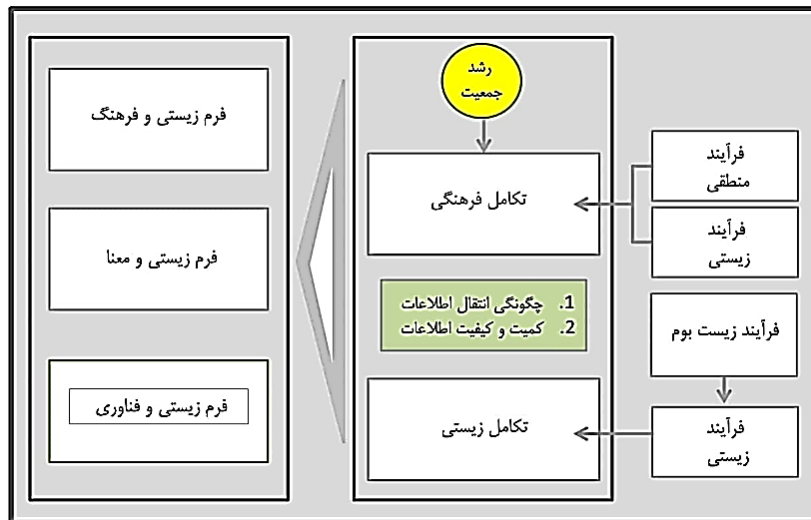 رشد
جمعیت
فرآیند
منطقی
فرآیند
زیستی
فرآیند زیست بوم
فرآیند
زیستی
تکامل فرهنگی
1. چگونگی انتقال اطلاعات
2. کمیت و کیفیت اطلاعات
تکامل زیستی
فرم زیستی و فرهنگ
فرم زیستی و معنا
فرم زیستی و فناوری